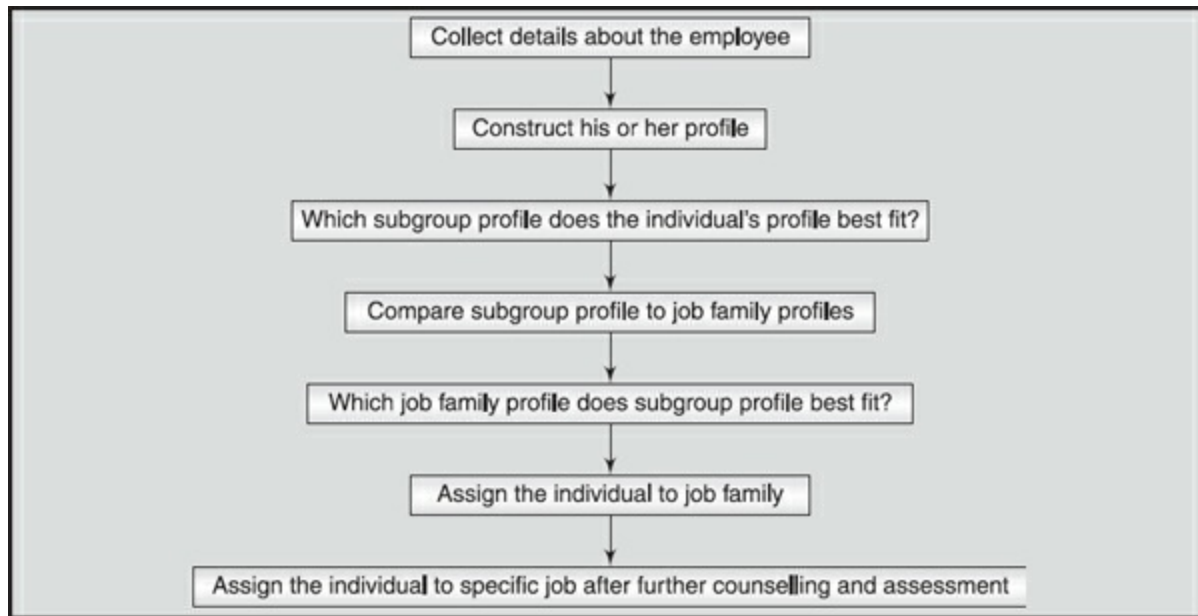 Collect details about the employee
Construct his or her profile
Which subgroup profile does the individual's profile best fit?
Compare subgroup profile to job family profiles
Which job family profile does subgroup profile best fit?
Assign the individual to job family
Assign the individual to specific job after further counselling and assessment